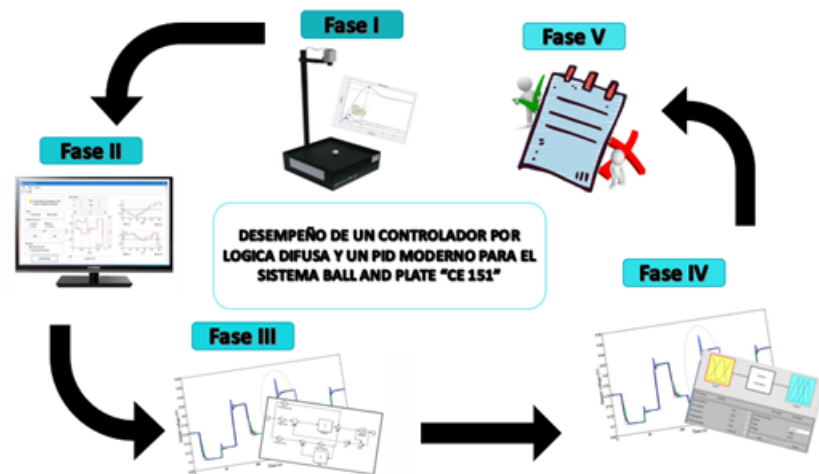 Fase I
Fase V
Fase II
DESEMPEÑO DE UN CONTROLADOR POR
LOGICA DIFUSA Y UN PID MODERNO PARA EL
SISTEMA BALL AND PLATE “CE 151”
Fase IV
Fase III